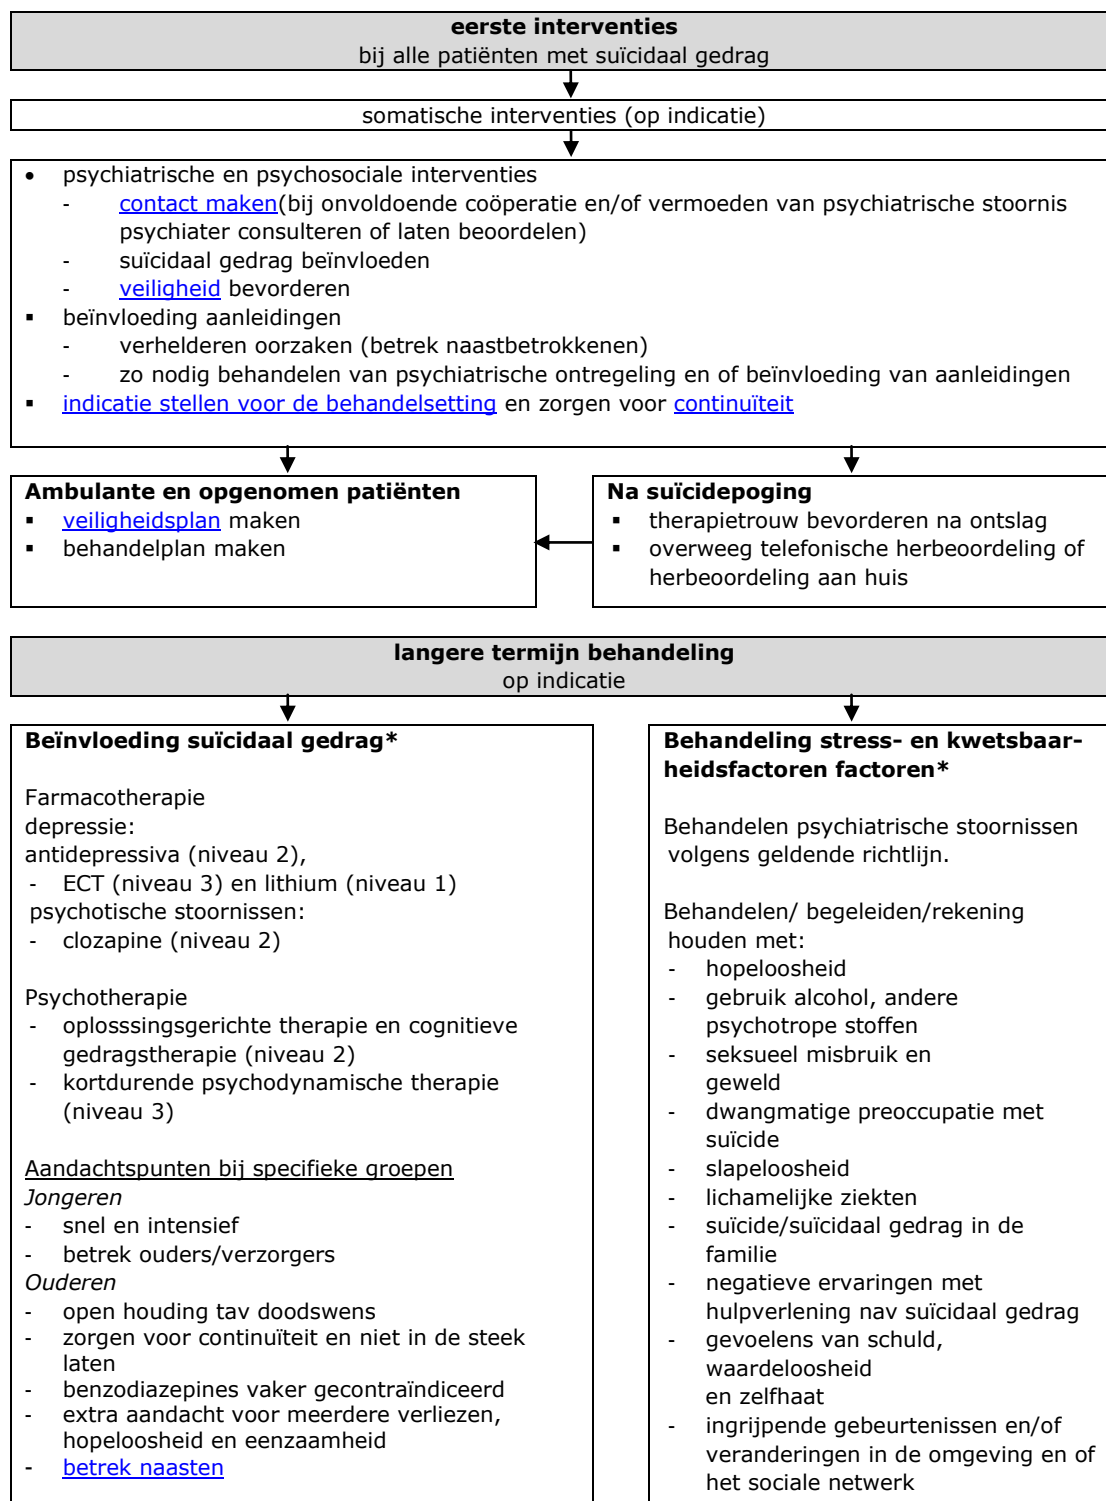 eerste interventies
bij alle patiënten met suïcidaal gedrag
somatische interventies (op indicatie)
• psychiatrische en psychosociale interventies
- contact maken(bij onvoldoende coöperatie en/of vermoeden van psychiatrische stoornis
psychiater consulteren of laten beoordelen)
- suïcidaal gedrag beïnvloeden
- veiligheid bevorderen
▪ beïnvloeding aanleidingen
- verhelderen oorzaken (betrek naastbetrokkenen)
- zo nodig behandelen van psychiatrische ontregeling en of beïnvloeding van aanleidingen
▪ indicatie stellen voor de behandelsetting en zorgen voor continuïteit
Ambulante en opgenomen patiënten
▪ veiligheidsplan maken
▪ behandelplan maken
Na suïcidepoging
▪ therapietrouw bevorderen na ontslag
▪ overweeg telefonische herbeoordeling of
herbeoordeling aan huis
langere termijn behandeling
op indicatie
Beïnvloeding suïcidaal gedrag*
Farmacotherapie
depressie:
antidepressiva (niveau 2),
- ECT (niveau 3) en lithium (niveau 1)
psychotische stoornissen:
- clozapine (niveau 2)
Psychotherapie
- oplosssingsgerichte therapie en cognitieve
gedragstherapie (niveau 2)
- kortdurende psychodynamische therapie
(niveau 3)
Aandachtspunten bij specifieke groepen
Jongeren
- snel en intensief
- betrek ouders/verzorgers
Ouderen
- open houding tav doodswens
- zorgen voor continuïteit en niet in de steek
laten
- benzodiazepines vaker gecontraïndiceerd
- extra aandacht voor meerdere verliezen,
hopeloosheid en eenzaamheid
- betrek naasten
Behandeling stress- en kwetsbaar-
heidsfactoren factoren*
Behandelen psychiatrische stoornissen
volgens geldende richtlijn.
Behandelen/ begeleiden/rekening
houden met:
- hopeloosheid
- gebruik alcohol, andere
psychotrope stoffen
- seksueel misbruik en
geweld
- dwangmatige preoccupatie met
suïcide
- slapeloosheid
- lichamelijke ziekten
- suïcide/suïcidaal gedrag in de
familie
- negatieve ervaringen met
hulpverlening nav suïcidaal gedrag
- gevoelens van schuld,
waardeloosheid
en zelfhaat
- ingrijpende gebeurtenissen en/of
veranderingen in de omgeving en of
het sociale netwerk